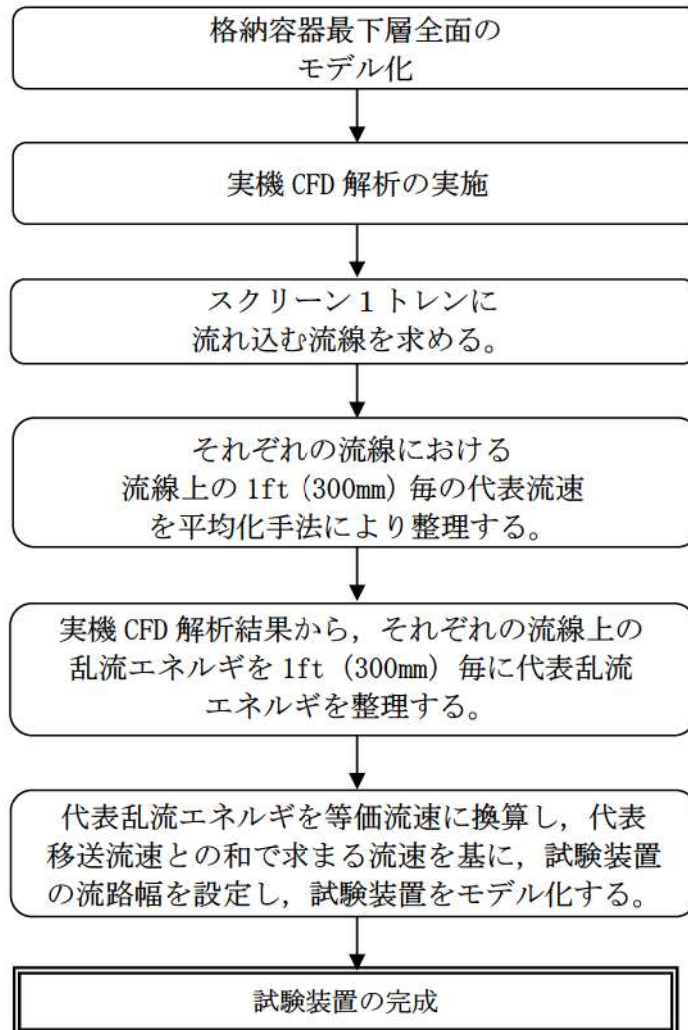 格納容器最下層全面の
モデル化
実機 CFD 解析の実施
スクリーン１トレンに
流れ込む流線を求める。
それぞれの流線における
流線上の 1ft (300mm) 毎の代表流速
を平均化手法により整理する。
実機 CFD 解析結果から，それぞれの流線上の
乱流エネルギを 1ft (300mm) 毎に代表乱流
エネルギを整理する。
代表乱流エネルギを等価流速に換算し，代表
移送流速との和で求まる流速を基に，試験装置
の流路幅を設定し，試験装置をモデル化する。
試験装置の完成